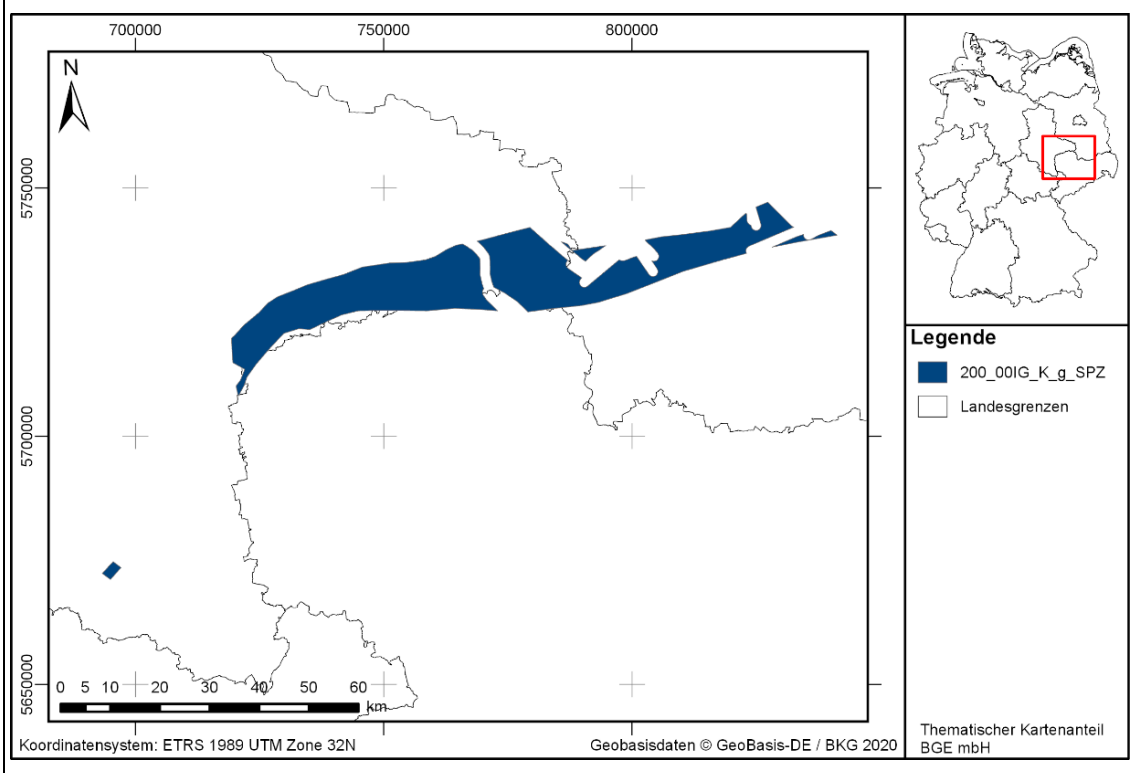 700000 750000 800000
N
5750000
5700000
5650000
0 5 10 20 30 40 50 60
km
Koordinatensystem: ETRS 1989 UTM Zone 32N
Geobasisdaten © GeoBasis-DE / BKG 2020
Legende
200_00IG_K_g_SPZ
Landesgrenzen
Thematischer Kartenanteil
BGE mbH